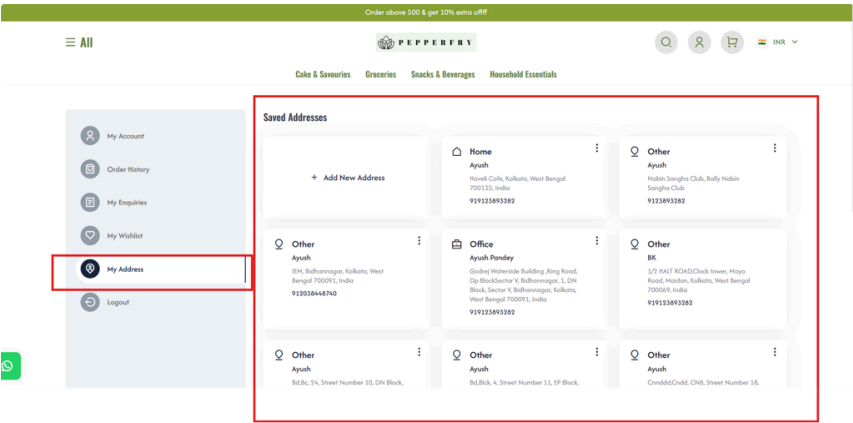 Order above 500 & get 10% extra offff
All
PEPPERFRY
INR
Cake & Savouries Groceries Snacks & Beverages Household Essentials
My Account
Order History
My Enquiries
My Wishlist
My Address
Logout
Saved Addresses
+ Add New Address
Home
Ayush
Haveli Cafe, Kolkata, West Bengal
700135, India
919123893282
Other
Ayush
Nabin Sangha Club, Bally Nabin
Sangha Club
9123893282
Other
Ayush
IEM, Bidhannagar, Kolkata, West
Bengal 700091, India
912038448740
Office
Ayush Pandey
Godrej Waterside Building ,Ring Road,
Dp BlockSector V, Bidhannagar, 1, DN
Block, Sector V, Bidhannagar, Kolkata,
West Bengal 700091, India
919123893282
Other
BK
1/2 HALT ROAD,Clock tower, Mayo
Road, Maidan, Kolkata, West Bengal
700069, India
919123893282
Other
Ayush
Bd,Bc, 24, Street Number 10, DN Block,
Other
Ayush
Bd,Blck, 4, Street Number 13, EP Block,
Other
Ayush
Cnnddd,Cndd, CN8, Street Number 18,